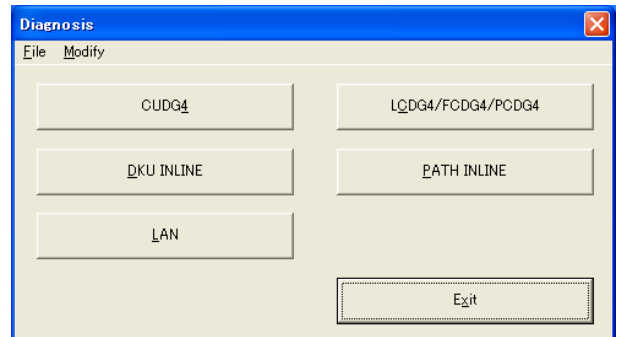 Diagnosis
File Modify
CUDG4 LCDG4/FCDG4/PCDG4
DKU INLINE PATH INLINE
LAN
Exit